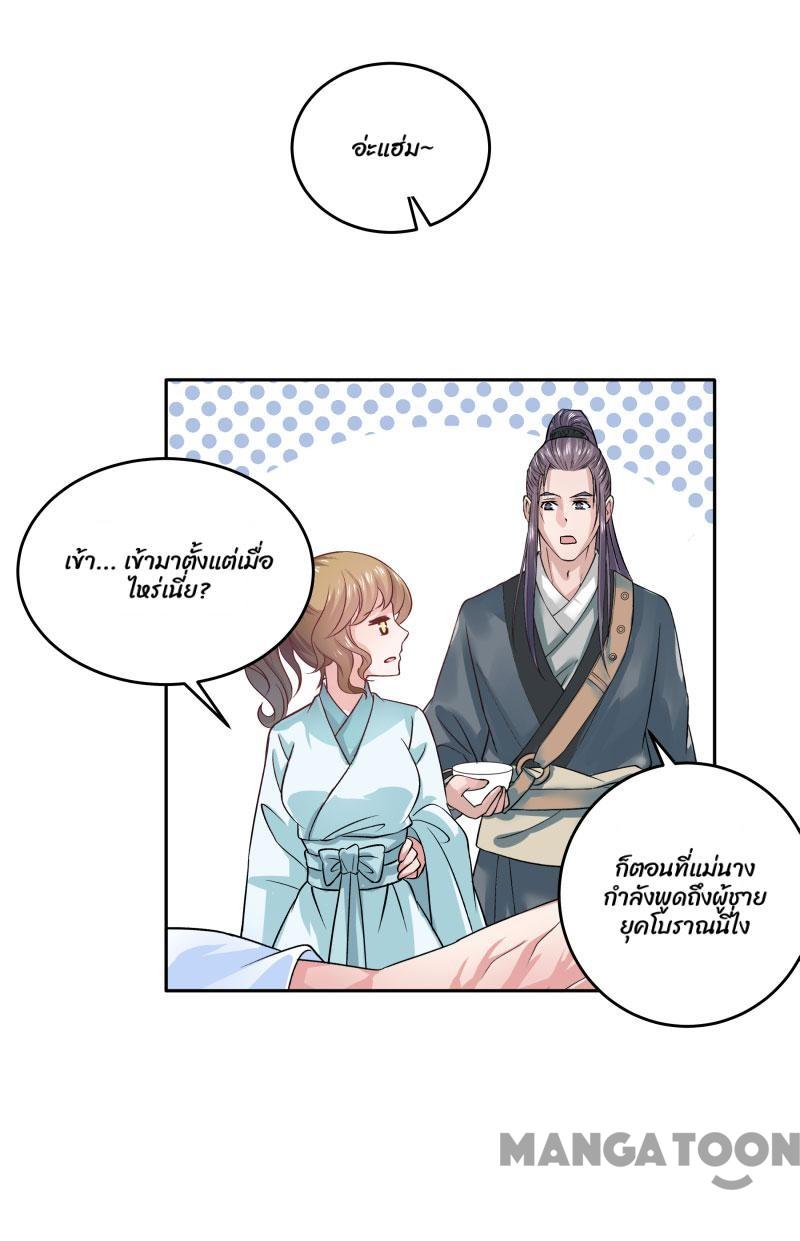 อ่ะแฮ่ม~
เข้า... เข้ามาตั้งแต่เมื่อ
ไหร่เนี่ย?
ก็ตอนที่แม่นาง
กำลังพูดถึงผู้ชาย
ยุคโบราณนี่ไง
MANGATOON